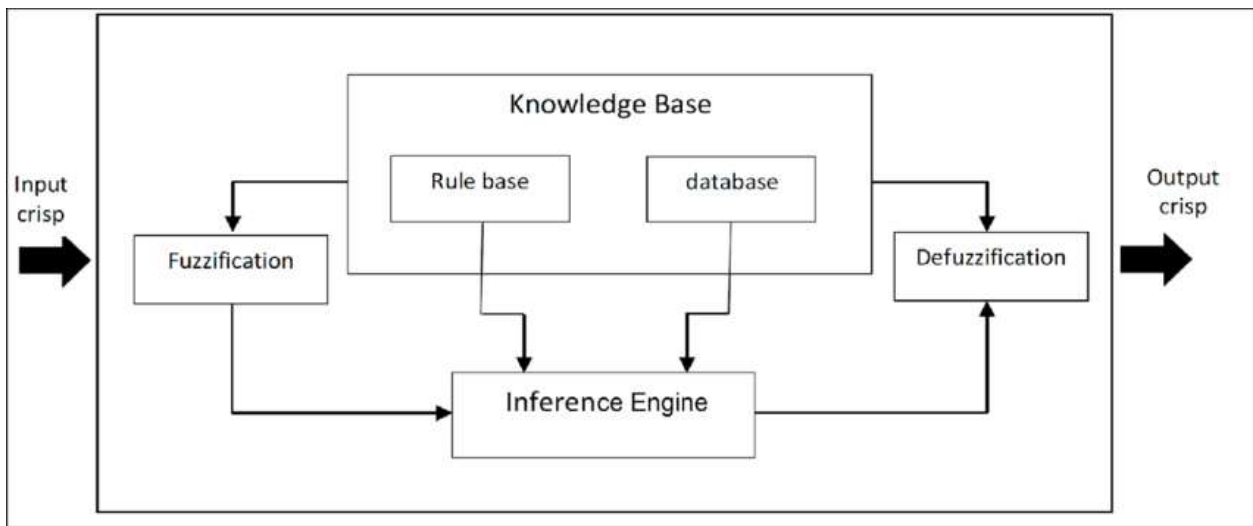 Knowledge Base
Rule base
database
Input
crisp
Output
crisp
Fuzzification
Defuzzification
Inference Engine